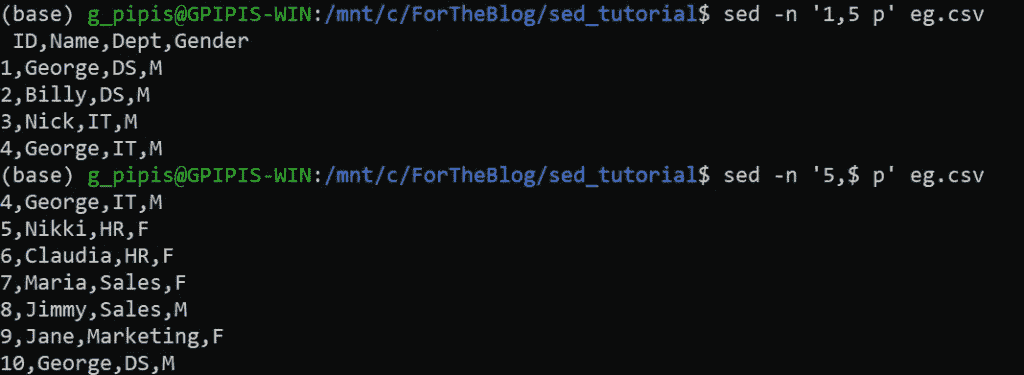 (base) g_pipis@GPIPIS-WIN:/mnt/c/ForTheBlog/sed_tutorial$ sed -n '1,5 p' eg.csv
 ID,Name,Dept,Gender
1,George,DS,M
2,Billy,DS,M
3,Nick,IT,M
4,George,IT,M
(base) g_pipis@GPIPIS-WIN:/mnt/c/ForTheBlog/sed_tutorial$ sed -n '5,$ p' eg.csv
4,George,IT,M
5,Nikki,HR,F
6,Claudia,HR,F
7,Maria,Sales,F
8,Jimmy,Sales,M
9,Jane,Marketing,F
10,George,DS,M